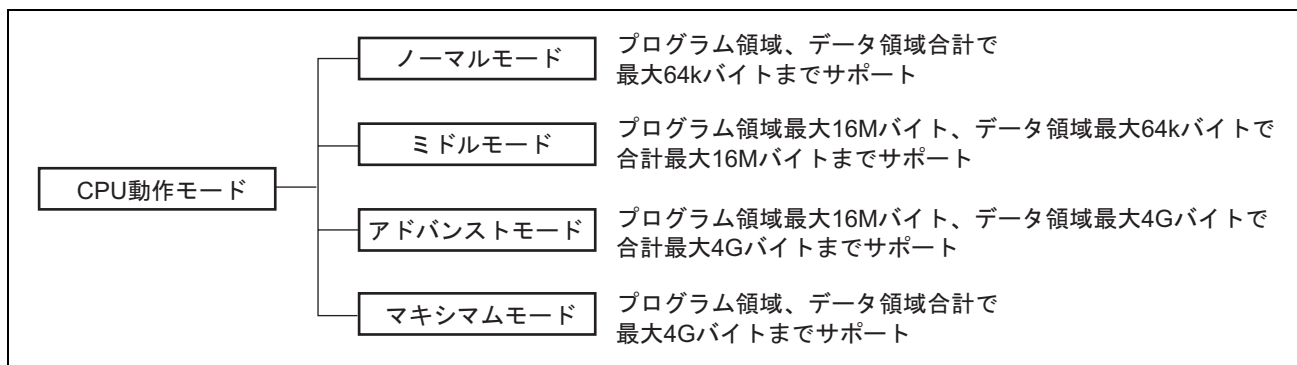 CPU動作モード
ノーマルモード
プログラム領域、データ領域合計で
最大64kバイトまでサポート
ミドルモード
プログラム領域最大16Mバイト、データ領域最大64kバイトで
合計最大16Mバイトまでサポート
アドバンストモード
プログラム領域最大16Mバイト、データ領域最大4Gバイトで
合計最大4Gバイトまでサポート
マキシマムモード
プログラム領域、データ領域合計で
最大4Gバイトまでサポート